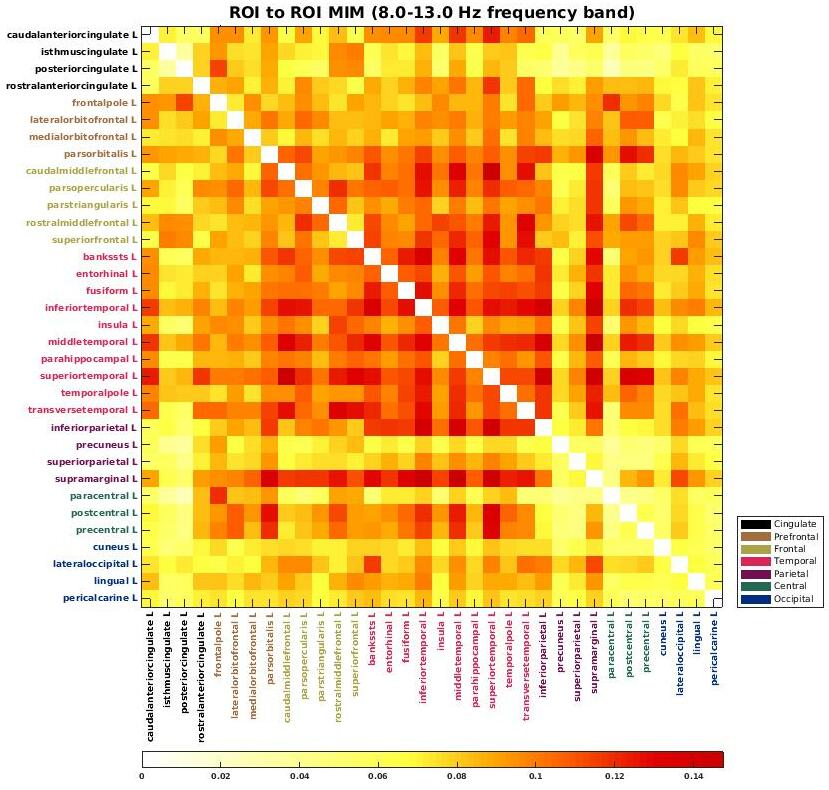 ROI to ROI MIM (8.0-13.0 Hz frequency band)
caudalanteriorcingulate L
isthmuscingulate L
posteriorcingulate L
rostralanteriorcingulate L
frontalpole L
lateralorbitofrontal L
medialorbitofrontal L
parsorbitalis L
caudalmiddlefrontal L
parsopercularis L
parstriangularis L
rostralmiddlefrontal L
superiorfrontal L
bankssts L
entorhinal L
fusiform L
inferiortemporal L
insula L
middletemporal L
parahippocampal L
superiortemporal L
temporalpole L
transversetemporal L
inferiorparietal L
precuneus L
superiorparietal L
supramarginal L
paracentral L
postcentral L
precentral L
cuneus L
lateraloccipital L
lingual L
pericalcarine L
Cingulate
Prefrontal
Frontal
Temporal
Parietal
Central
Occipital
caudalanteriorcingulate L
isthmuscingulate L
posteriorcingulate L
rostralanteriorcingulate L
frontalpole L
lateralorbitofrontal L
medialorbitofrontal L
parsorbitalis L
caudalmiddlefrontal L
parsopercularis L
parstriangularis L
rostralmiddlefrontal L
superiorfrontal L
bankssts L
entorhinal L
fusiform L
inferiortemporal L
insula L
middletemporal L
parahippocampal L
superiortemporal L
temporalpole L
transversetemporal L
inferiorparietal L
precuneus L
superiorparietal L
supramarginal L
paracentral L
postcentral L
precentral L
cuneus L
lateraloccipital L
lingual L
pericalcarine L
0 0.02 0.04 0.06 0.08 0.1 0.12 0.14